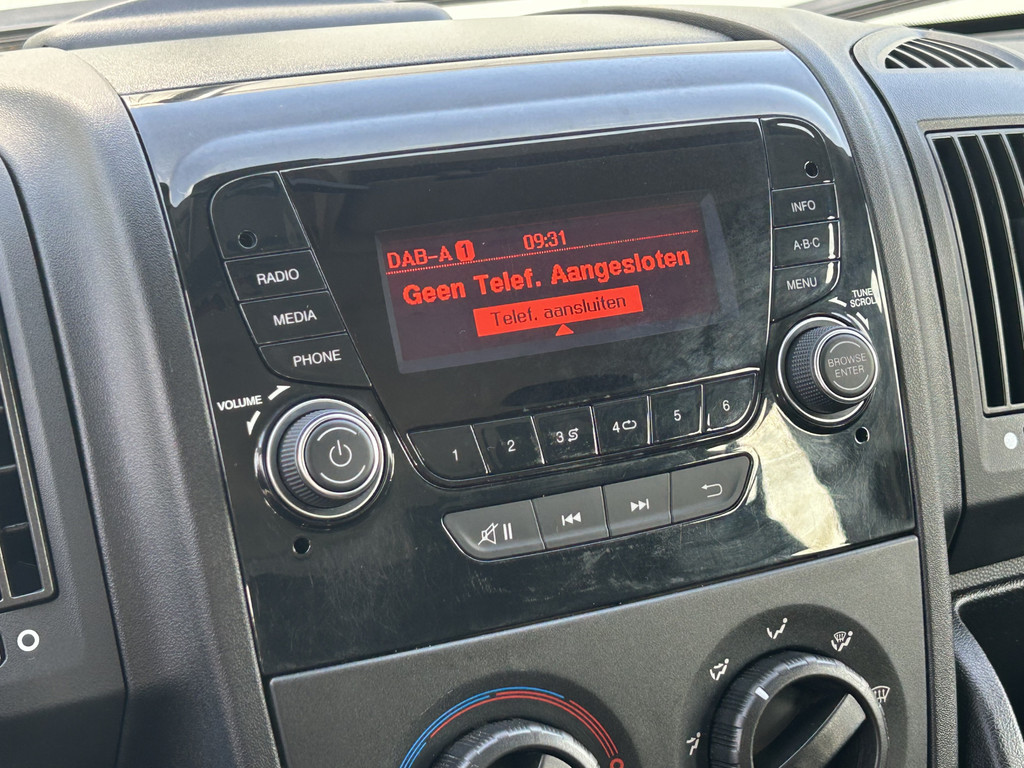 DAB-A 1 09:31
Geen Telef. Aangesloten
Telef. aansluiten
RADIO
MEDIA
PHONE
VOLUME
INFO
A·B·C
MENU
TUNE
SCROLL
BROWSE
ENTER
1 2 3 4 5 6